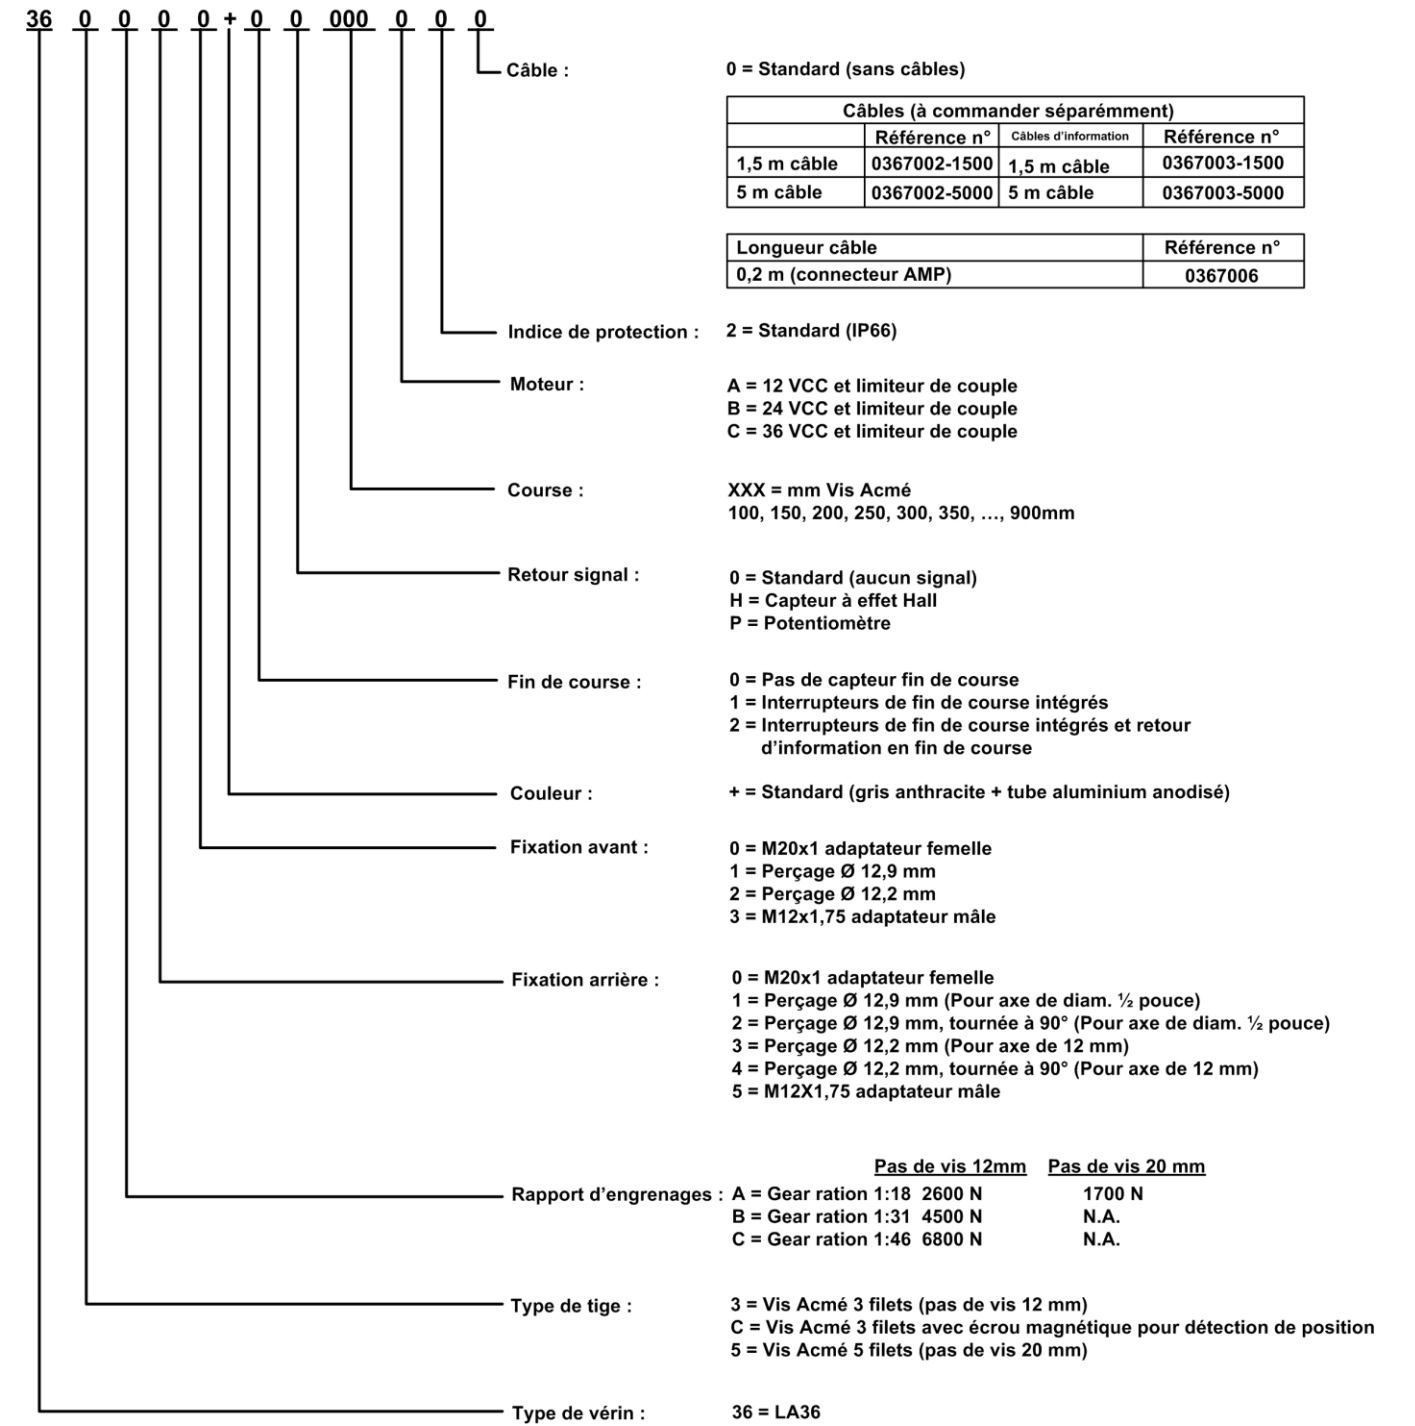 36 0 0 0 0 + 0 0 000 0 0 0
Câble : 0 = Standard (sans câbles)
Câbles (à commander séparémment)
Référence n° Câbles d'information Référence n°
1,5 m câble 0367002-1500 1,5 m câble 0367003-1500
5 m câble 0367002-5000 5 m câble 0367003-5000
Longueur câble Référence n°
0,2 m (connecteur AMP) 0367006
Indice de protection : 2 = Standard (IP66)
Moteur : A = 12 VCC et limiteur de couple
B = 24 VCC et limiteur de couple
C = 36 VCC et limiteur de couple
Course : XXX = mm Vis Acmé
100, 150, 200, 250, 300, 350, …, 900mm
Retour signal : 0 = Standard (aucun signal)
H = Capteur à effet Hall
P = Potentiomètre
Fin de course : 0 = Pas de capteur fin de course
1 = Interrupteurs de fin de course intégrés
2 = Interrupteurs de fin de course intégrés et retour
d'information en fin de course
Couleur : + = Standard (gris anthracite + tube aluminium anodisé)
Fixation avant : 0 = M20x1 adaptateur femelle
1 = Perçage Ø 12,9 mm
2 = Perçage Ø 12,2 mm
3 = M12x1,75 adaptateur mâle
Fixation arrière : 0 = M20x1 adaptateur femelle
1 = Perçage Ø 12,9 mm (Pour axe de diam. ½ pouce)
2 = Perçage Ø 12,9 mm, tournée à 90° (Pour axe de diam. ½ pouce)
3 = Perçage Ø 12,2 mm (Pour axe de 12 mm)
4 = Perçage Ø 12,2 mm, tournée à 90° (Pour axe de 12 mm)
5 = M12X1,75 adaptateur mâle
Pas de vis 12mm Pas de vis 20 mm
Rapport d'engrenages : A = Gear ration 1:18 2600 N 1700 N
B = Gear ration 1:31 4500 N N.A.
C = Gear ration 1:46 6800 N N.A.
Type de tige : 3 = Vis Acmé 3 filets (pas de vis 12 mm)
C = Vis Acmé 3 filets avec écrou magnétique pour détection de position
5 = Vis Acmé 5 filets (pas de vis 20 mm)
Type de vérin : 36 = LA36